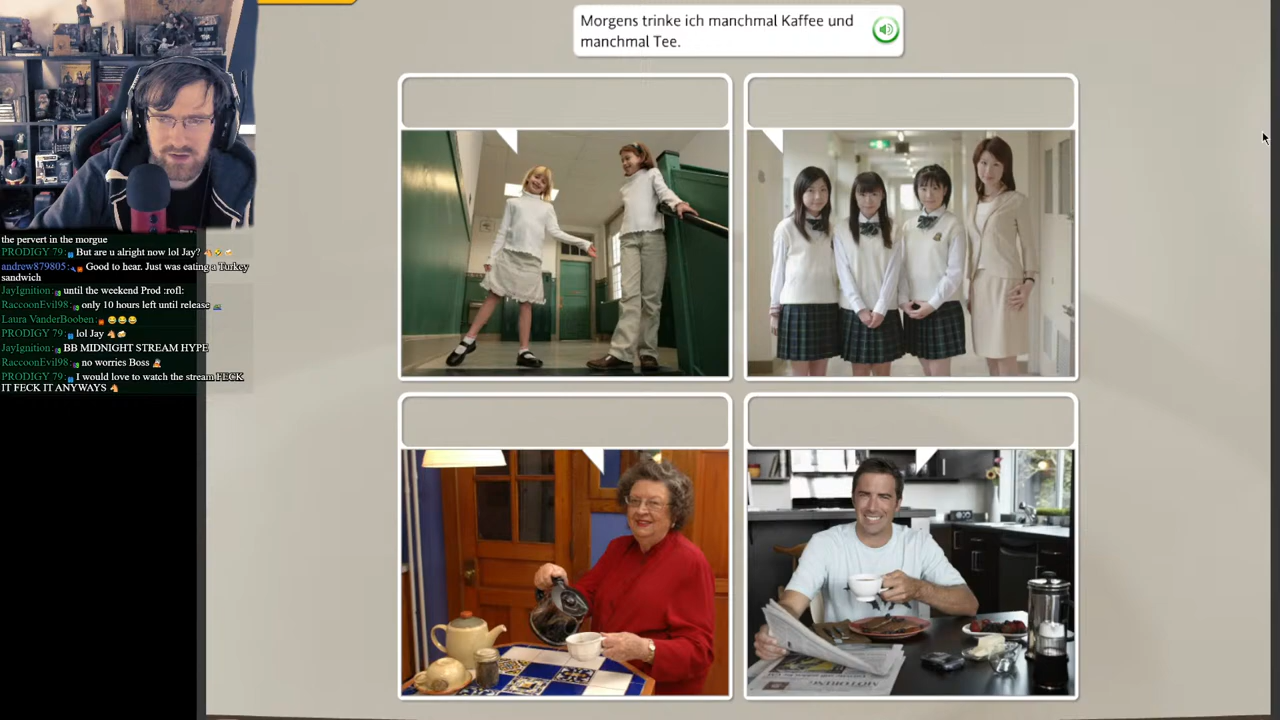 Morgens trinke ich manchmal Kaffee und
manchmal Tee.
the pervert in the morgue
PRODIGY 79: But are u alright now lol Jay?
andrew879805: Good to hear. Just was eating a Turkey
sandwich
JayIgnition: until the weekend Prod :rofl:
RaccoonEvil98: only 10 hours left until release
Laura VanderBooben:
PRODIGY 79: lol Jay
JayIgnition: BB MIDNIGHT STREAM HYPE
RaccoonEvil98: no worries Boss
PRODIGY 79: I would love to watch the stream FECK
IT FECK IT ANYWAYS
MOTORING